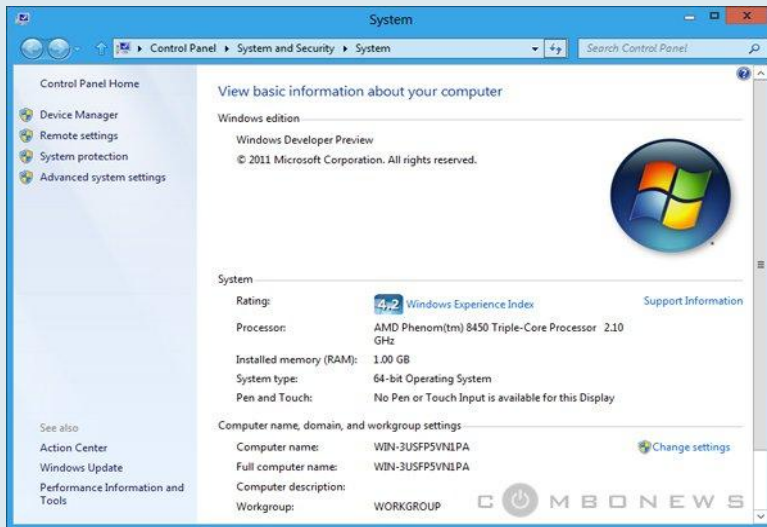 System
Control Panel System and Security System
Search Control Panel
Control Panel Home
Device Manager
Remote settings
System protection
Advanced system settings
See also
Action Center
Windows Update
Performance Information and
Tools
View basic information about your computer
Windows edition
Windows Developer Preview
© 2011 Microsoft Corporation. All rights reserved.
System
Rating: 4,2 Windows Experience Index Support Information
Processor: AMD Phenom(tm) 8450 Triple-Core Processor 2.10
GHz
Installed memory (RAM): 1.00 GB
System type: 64-bit Operating System
Pen and Touch: No Pen or Touch Input is available for this Display
Computer name, domain, and workgroup settings
Computer name: WIN-3USFP5VN1PA Change settings
Full computer name: WIN-3USFP5VN1PA
Computer description:
Workgroup: WORKGROUP
COMBONEWS